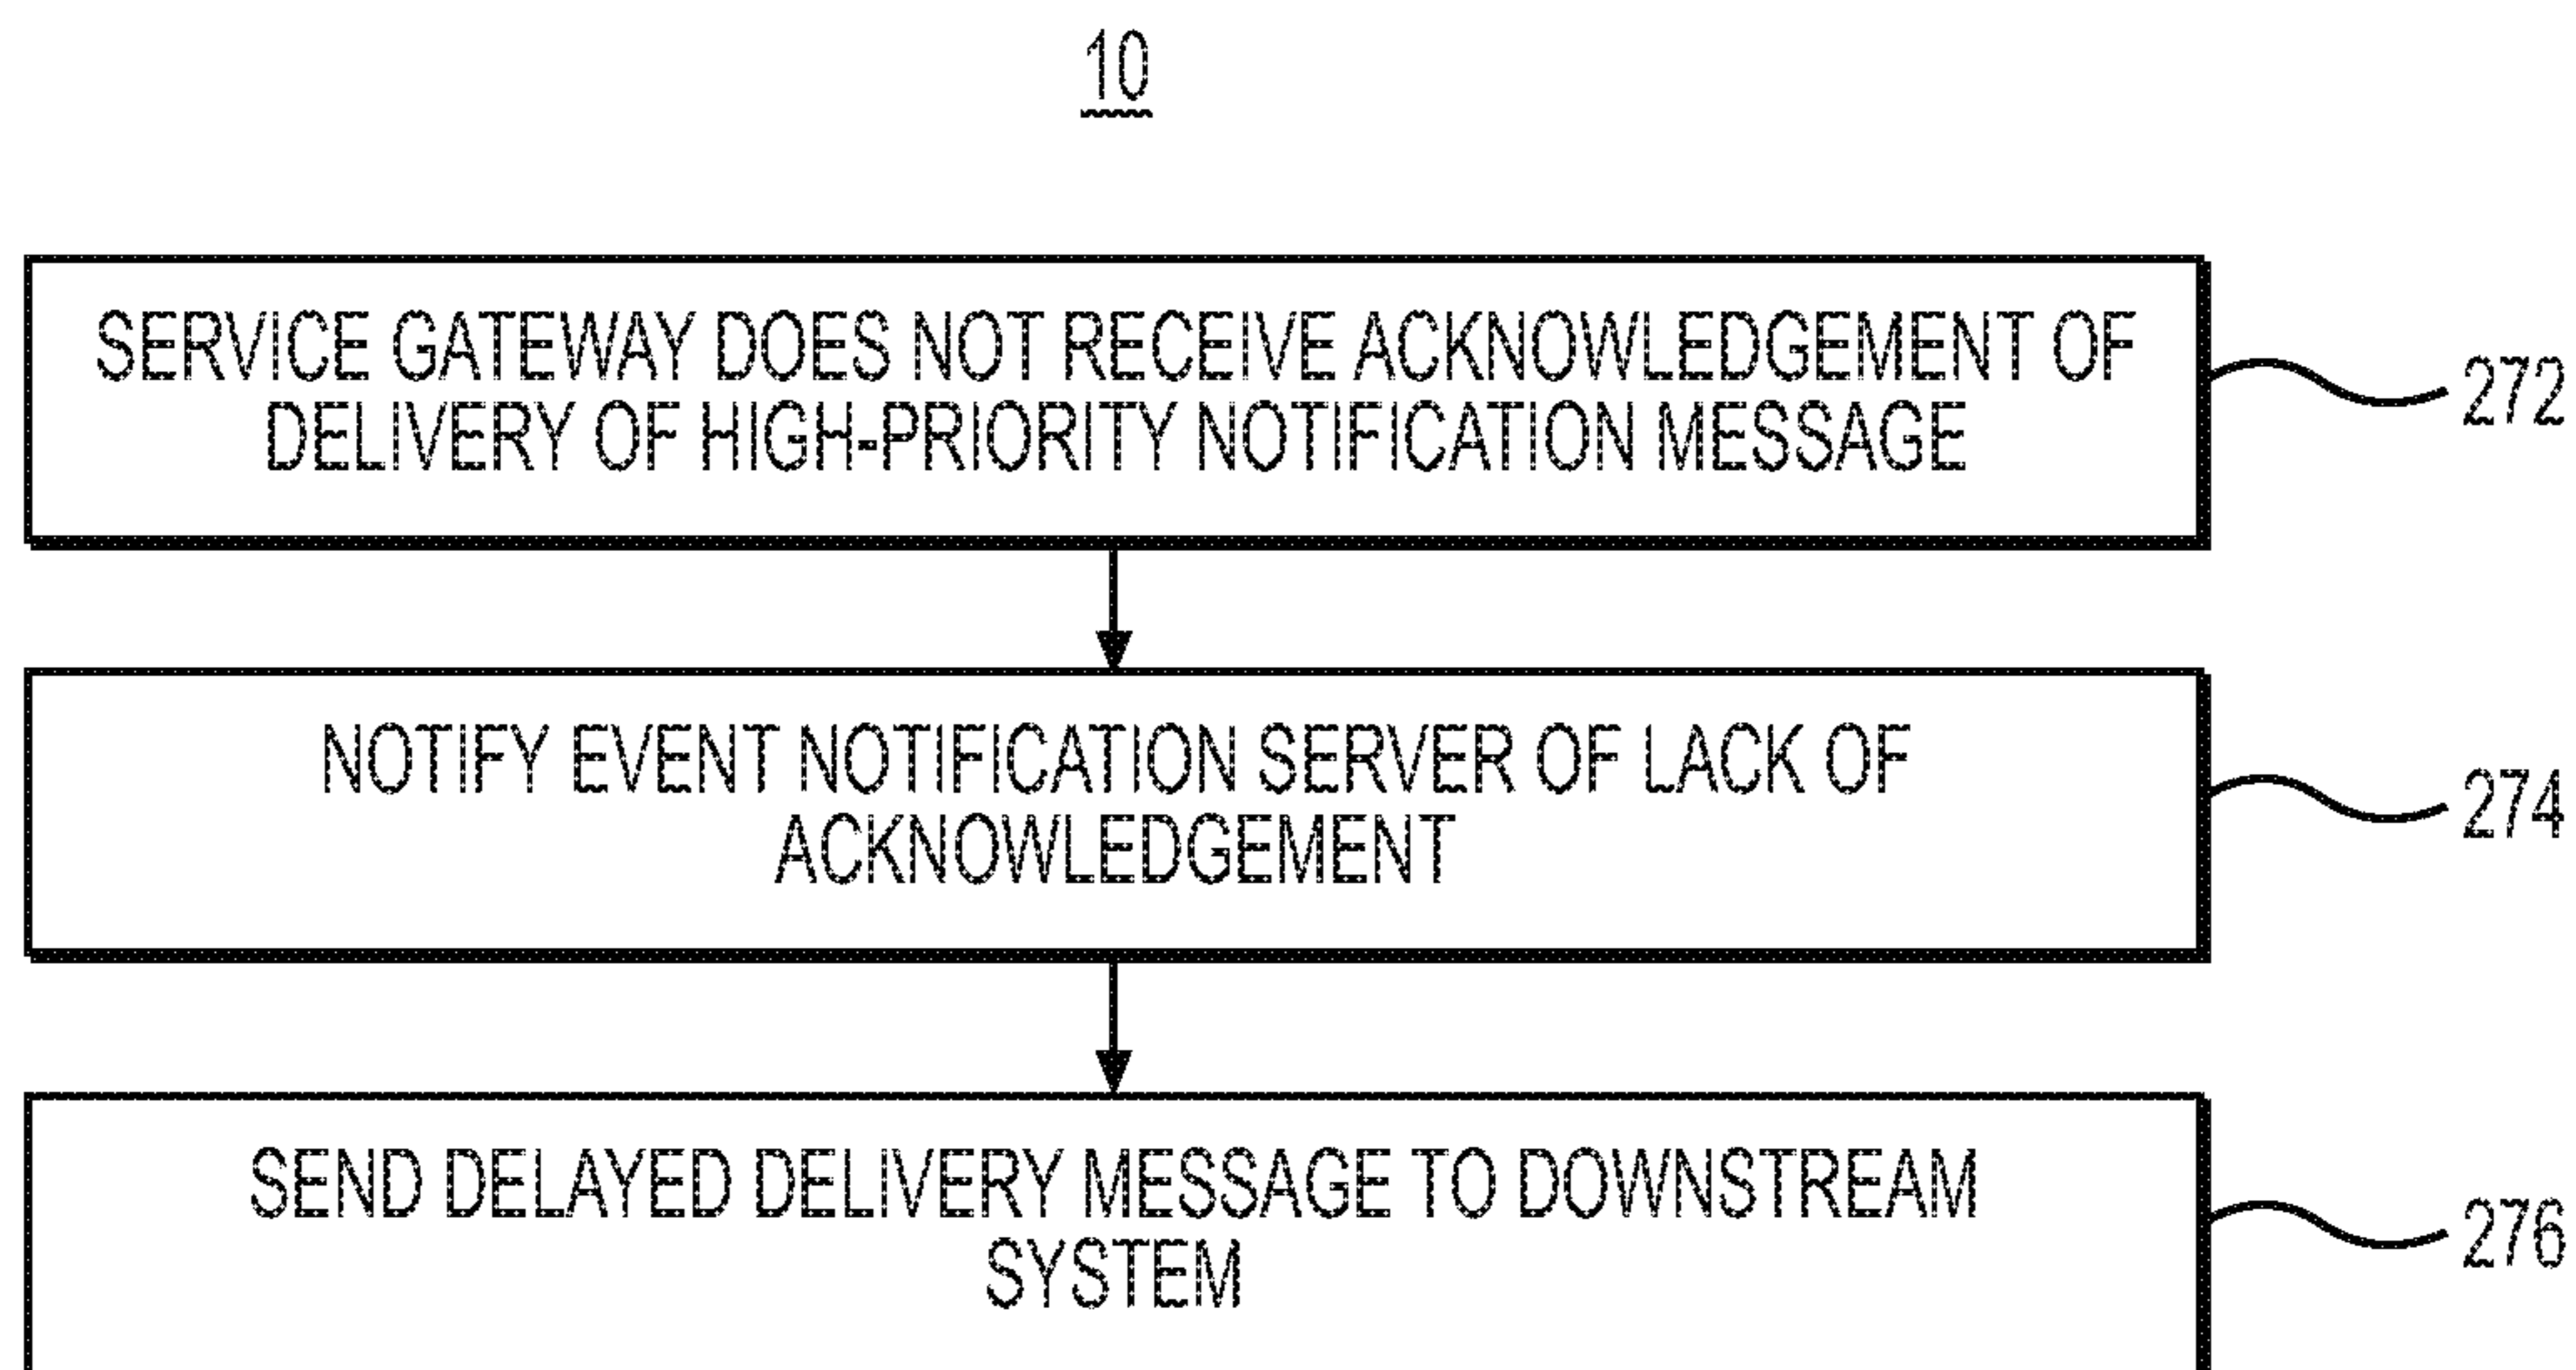 10
SERVICE GATEWAY DOES NOT RECEIVE ACKNOWLEDGEMENT OF
DELIVERY OF HIGH-PRIORITY NOTIFICATION MESSAGE
272
NOTIFY EVENT NOTIFICATION SERVER OF LACK OF
ACKNOWLEDGEMENT
274
SEND DELAYED DELIVERY MESSAGE TO DOWNSTREAM
SYSTEM
276